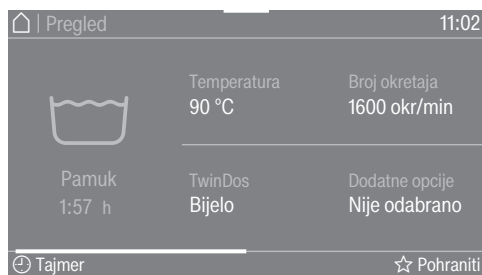 | Pregled 11:02
Temperatura Broj okretaja
90 °C 1600 okr/min
Pamuk TwinDos Dodatne opcije
1:57 h Bijelo Nije odabrano
Tajmer Pohraniti